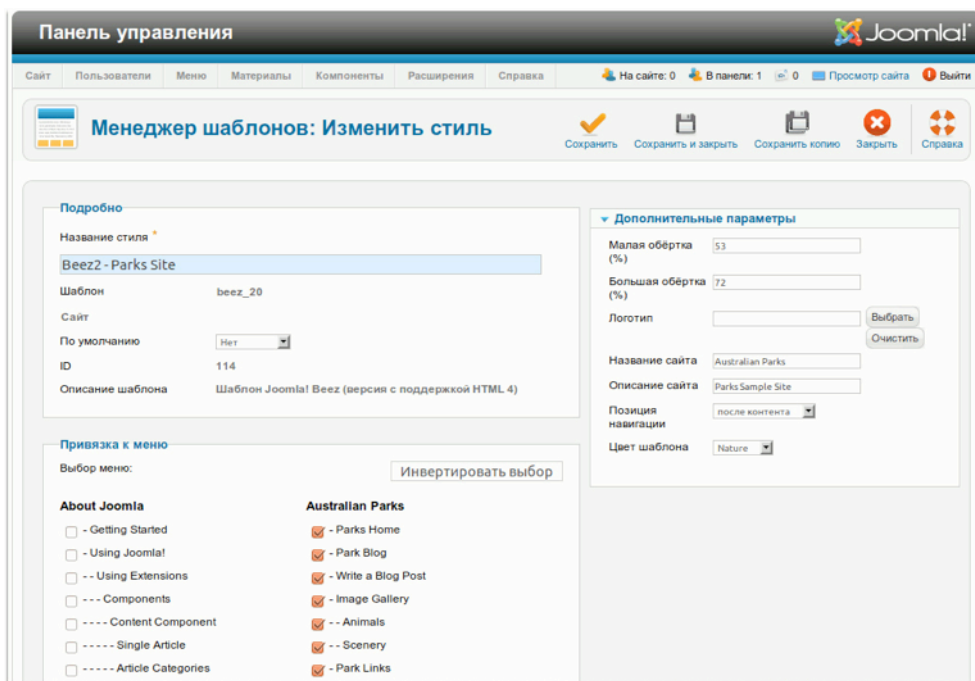 Панель управления
Joomla!
Сайт Пользователи Меню Материалы Компоненты Расширения Справка На сайте: 0 В панели: 1 0 Просмотр сайта Выйти
Менеджер шаблонов: Изменить стиль
Сохранить Сохранить и закрыть Сохранить копию Закрыть Справка
Подробно
Название стиля *
Beez2 - Parks Site
Шаблон beez_20
Сайт
По умолчанию Нет
ID 114
Описание шаблона Шаблон Joomla! Beez (версия с поддержкой HTML 4)
Привязка к меню
Выбор меню: Инвертировать выбор
About Joomla
- Getting Started
- Using Joomla!
- - Using Extensions
- - - Components
- - - - Content Component
- - - - - Single Article
- - - - - Article Categories
Australian Parks
- Parks Home
- Park Blog
- Write a Blog Post
- Image Gallery
- - Animals
- - Scenery
- Park Links
Дополнительные параметры
Малая обёртка 53
(%)
Большая обёртка 72
(%)
Логотип Выбрать
Очистить
Название сайта Australian Parks
Описание сайта Parks Sample Site
Позиция после контента
навигации
Цвет шаблона Nature